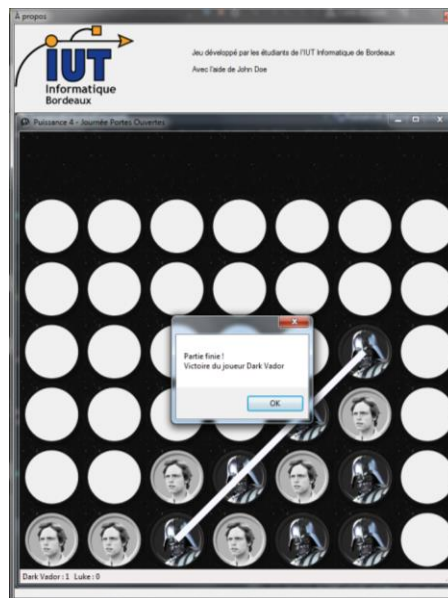 À propos
IUT
Informatique
Bordeaux
Jeu développé par les étudiants de l'IUT Informatique de Bordeaux
Avec l'aide de John Doe
Puissance 4 - Journée Portes Ouvertes
Partie finie !
Victoire du joueur Dark Vador
OK
Dark Vador : 1 Luke : 0